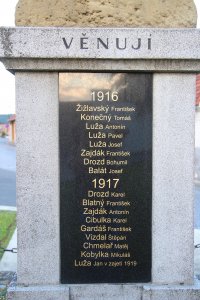 VĚNUJÍ
1916
Žižlavský František
Konečný Tomáš
Luža Antonín
Luža Pavel
Luža Josef
Zajdák František
Drozd Bohumil
Balát Josef
1917
Drozd Karel
Blatný František
Zajdák Antonín
Cibulka Karel
Gardáš František
Vizdal Štěpán
Chmelař Matěj
Kobylka Mikuláš
Luža Jan v zajetí 1919